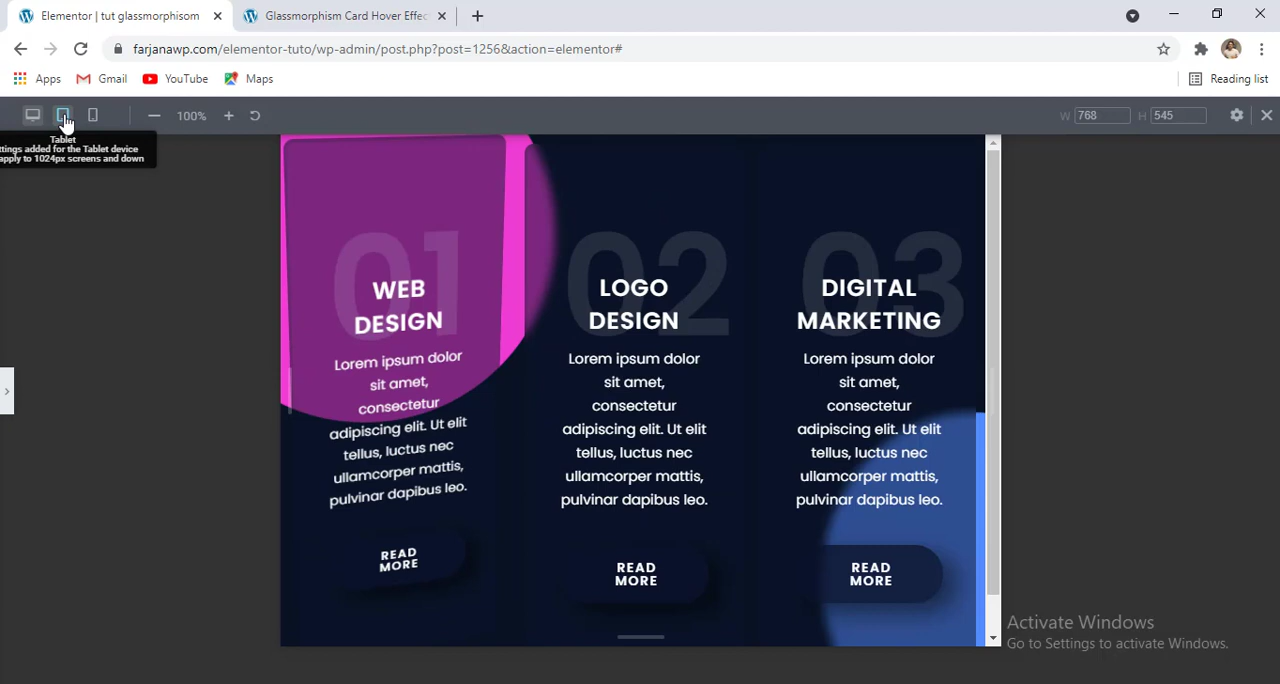 Elementor | tut glassmorphisom
Glassmorphism Card Hover Effec
farjanawp.com/elementor-tuto/wp-admin/post.php?post=1256&action=elementor#
Apps Gmail YouTube Maps Reading list
100% W 768 H 545
Tablet
ttings added for the Tablet device
apply to 1024px screens and down
01
WEB
DESIGN
Lorem ipsum dolor
sit amet,
consectetur
adipiscing elit. Ut elit
tellus, luctus nec
ullamcorper mattis,
pulvinar dapibus leo.
READ
MORE
02
LOGO
DESIGN
Lorem ipsum dolor
sit amet,
consectetur
adipiscing elit. Ut elit
tellus, luctus nec
ullamcorper mattis,
pulvinar dapibus leo.
READ
MORE
03
DIGITAL
MARKETING
Lorem ipsum dolor
sit amet,
consectetur
adipiscing elit. Ut elit
tellus, luctus nec
ullamcorper mattis,
pulvinar dapibus leo.
READ
MORE
Activate Windows
Go to Settings to activate Windows.